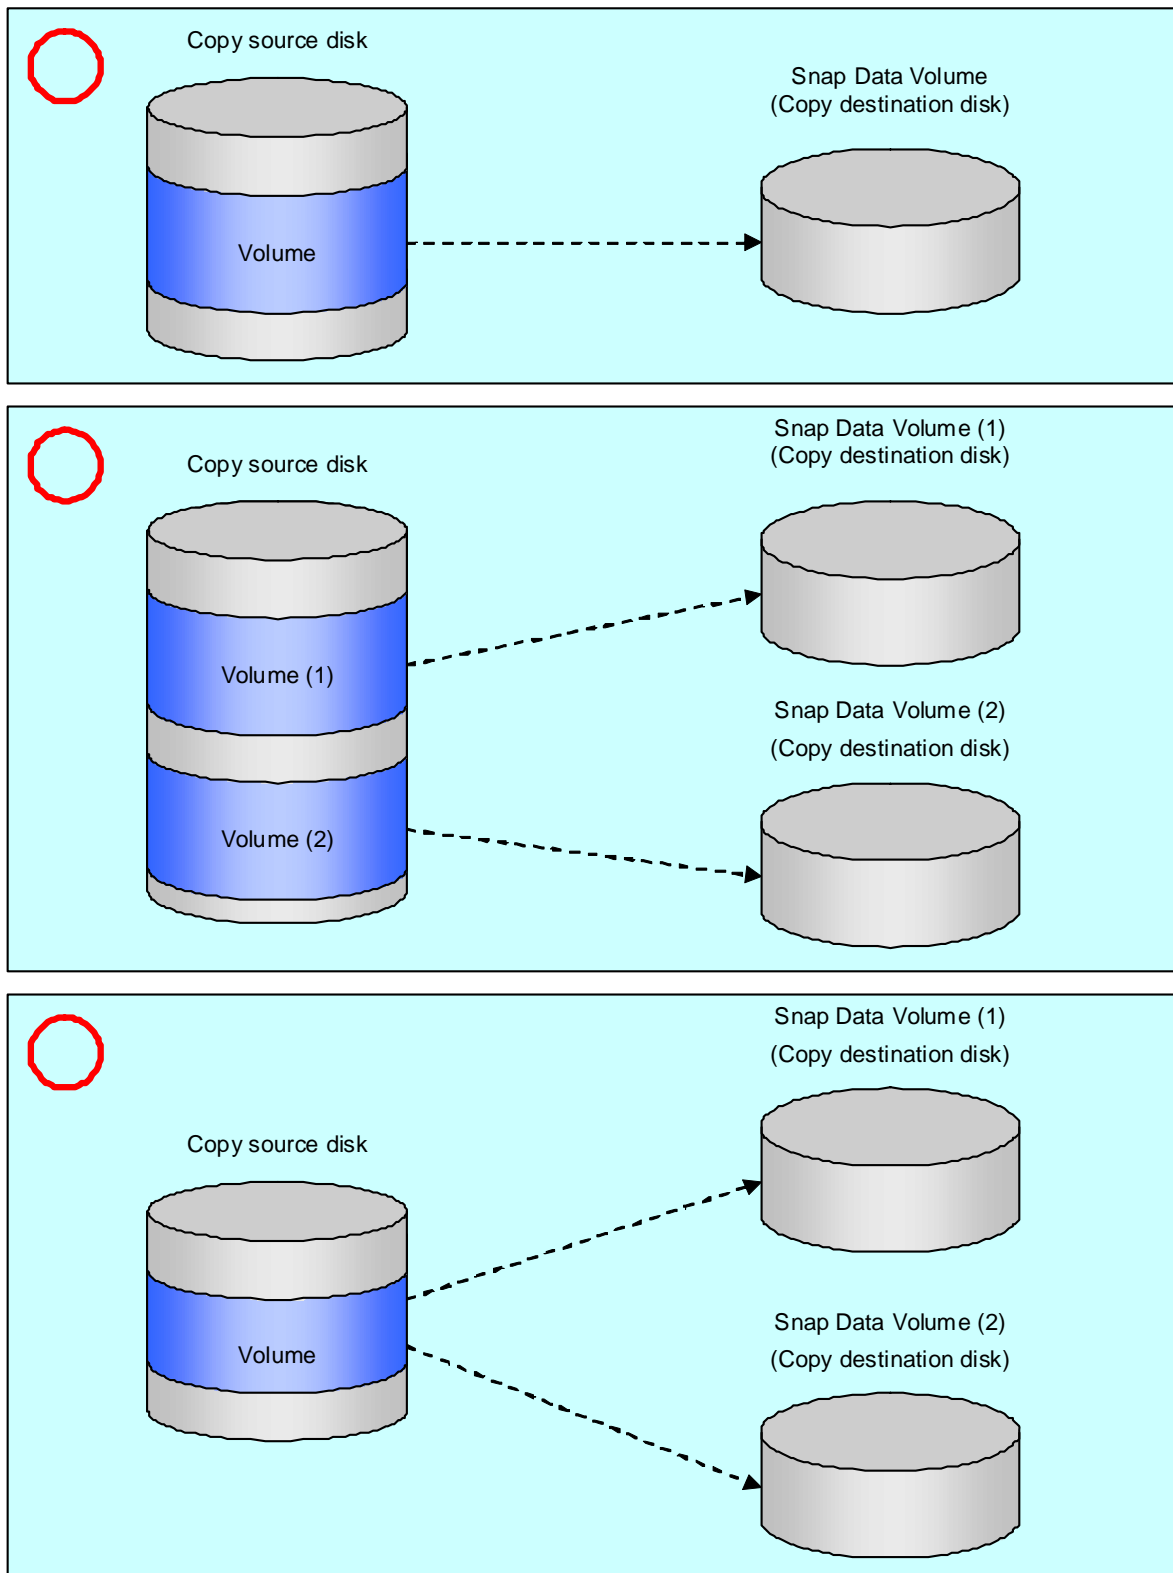 Copy source disk
Snap Data Volume
(Copy destination disk)
Volume
Snap Data Volume (1)
(Copy destination disk)
Copy source disk
Volume (1)
Snap Data Volume (2)
(Copy destination disk)
Volume (2)
Snap Data Volume (1)
(Copy destination disk)
Copy source disk
Snap Data Volume (2)
(Copy destination disk)
Volume